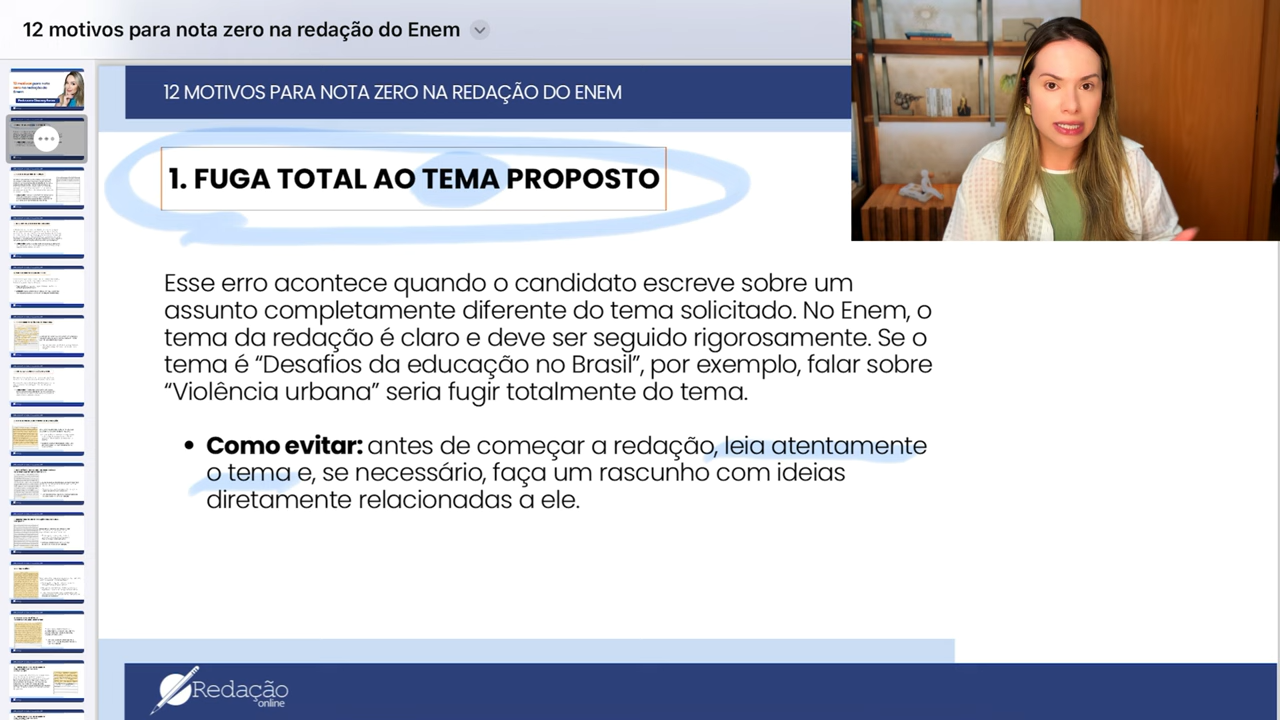 12 motivos para nota zero na redação do Enem
12 MOTIVOS PARA NOTA ZERO NA REDAÇÃO DO ENEM
1. FUGA TOTAL AO TEMA PROPOSTO
Esse erro acontece quando o candidato escreve sobre um
assunto completamente diferente do tema solicitado. No Enem, o
tema da redação é claro e deve ser seguido rigorosamente. Se o
tema é “Desafios da educação no Brasil”, por exemplo, falar sobre
“Violência urbana” seria fugir totalmente do tema.
• Como evitar: antes de começar a redação, leia atentamente
o tema e, se necessário, faça um rascunho com ideias
diretamente relacionadas a ele.
Redação
online